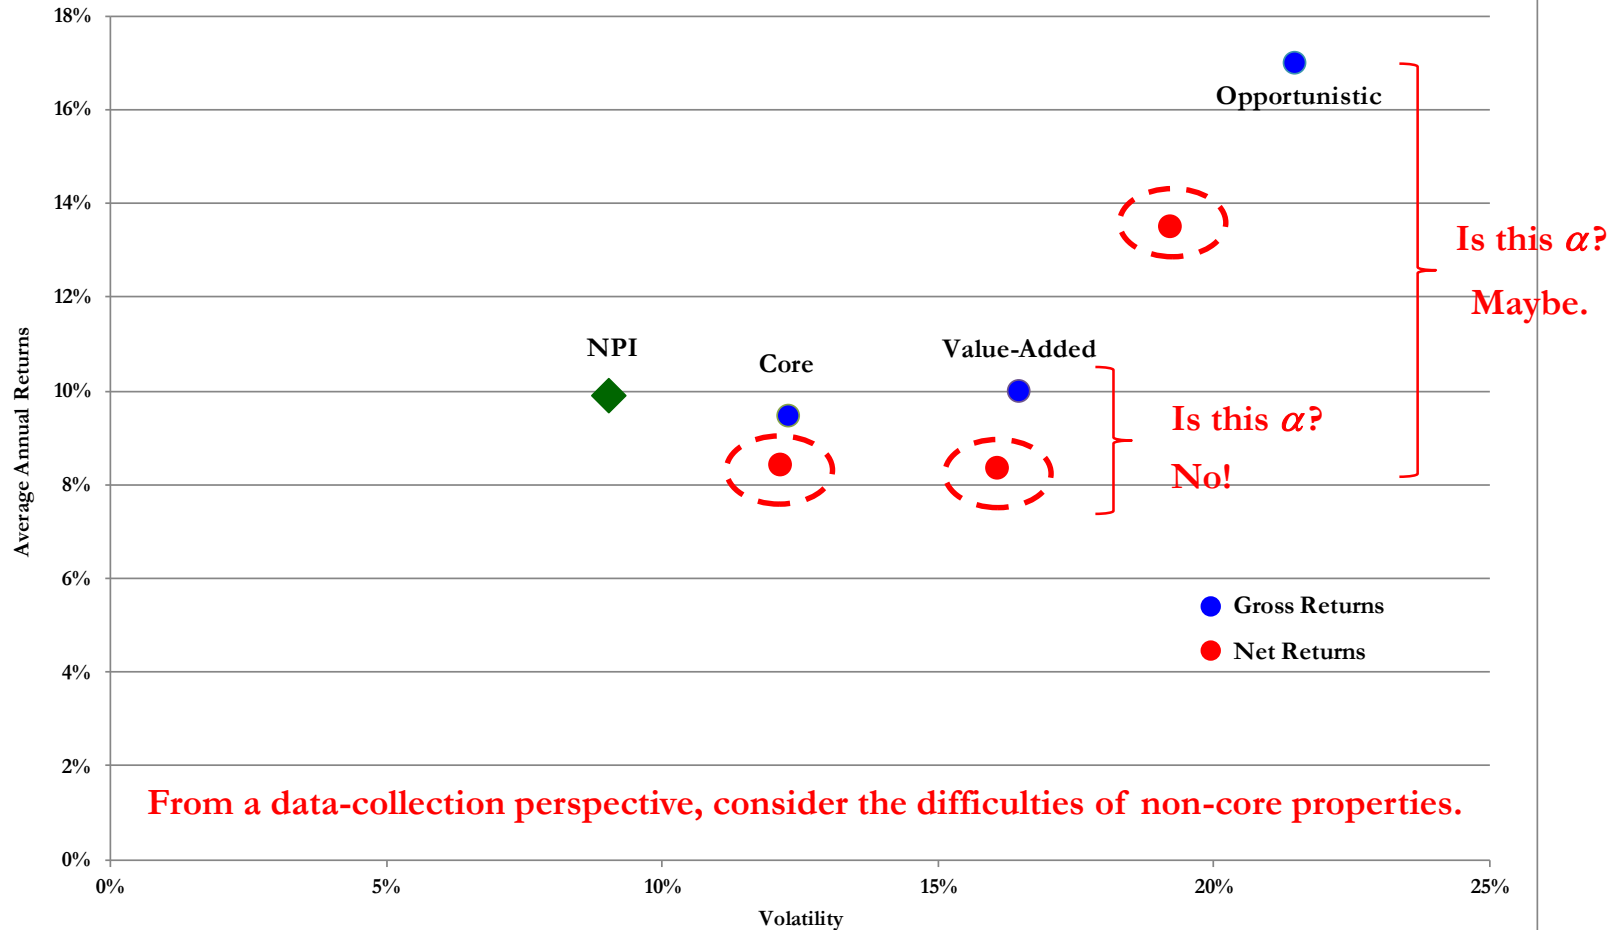 18%
16%
14%
12%
10%
8%
6%
4%
2%
0%
Average Annual Returns
Opportunistic
Is this α?
Maybe.
NPI
Core
Value-Added
Is this α?
No!
Gross Returns
Net Returns
From a data-collection perspective, consider the difficulties of non-core properties.
0%
5%
10%
15%
20%
25%
Volatility